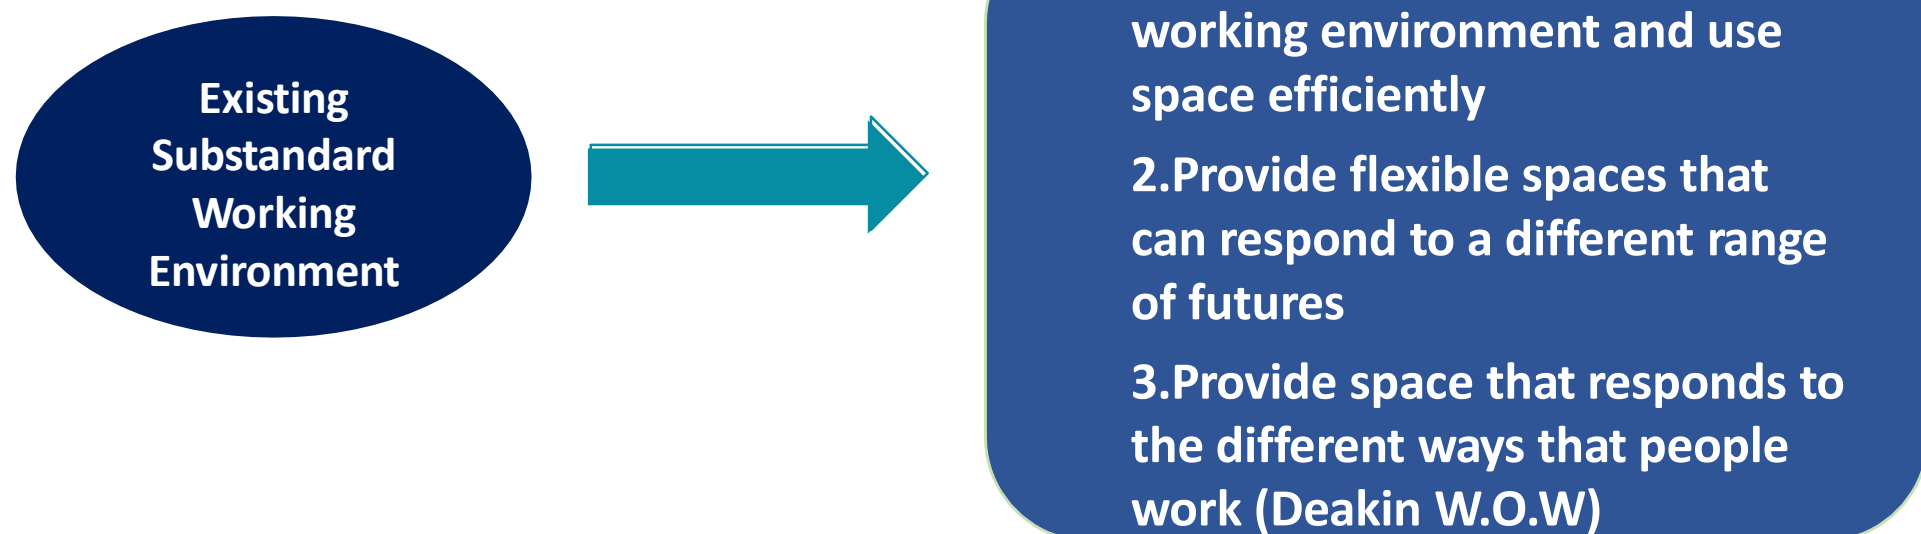 Existing
Substandard
Working
Environment
working environment and use
space efficiently
2.Provide flexible spaces that
can respond to a different range
of futures
3.Provide space that responds to
the different ways that people
work (Deakin W.O.W)